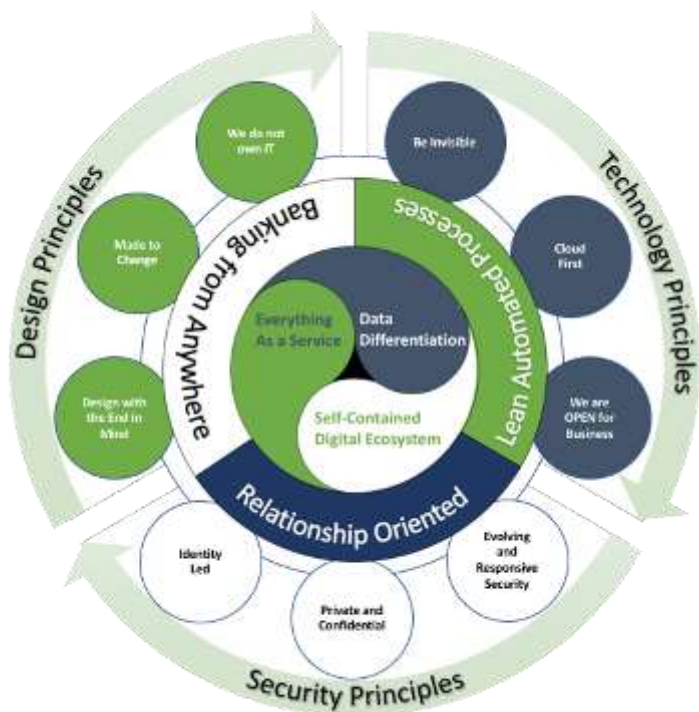 Design Principles
Technology Principles
Security Principles
We do not
own IT
Made to
Change
Design with
the End in
Mind
Be Invisible
Cloud
First
We are
OPEN for
Business
Evolving
and
Responsive
Security
Private and
Confidential
Identity
Led
Banking from Anywhere
Lean Automated Processes
Relationship Oriented
Everything
As a Service
Data
Differentiation
Self-Contained
Digital Ecosystem